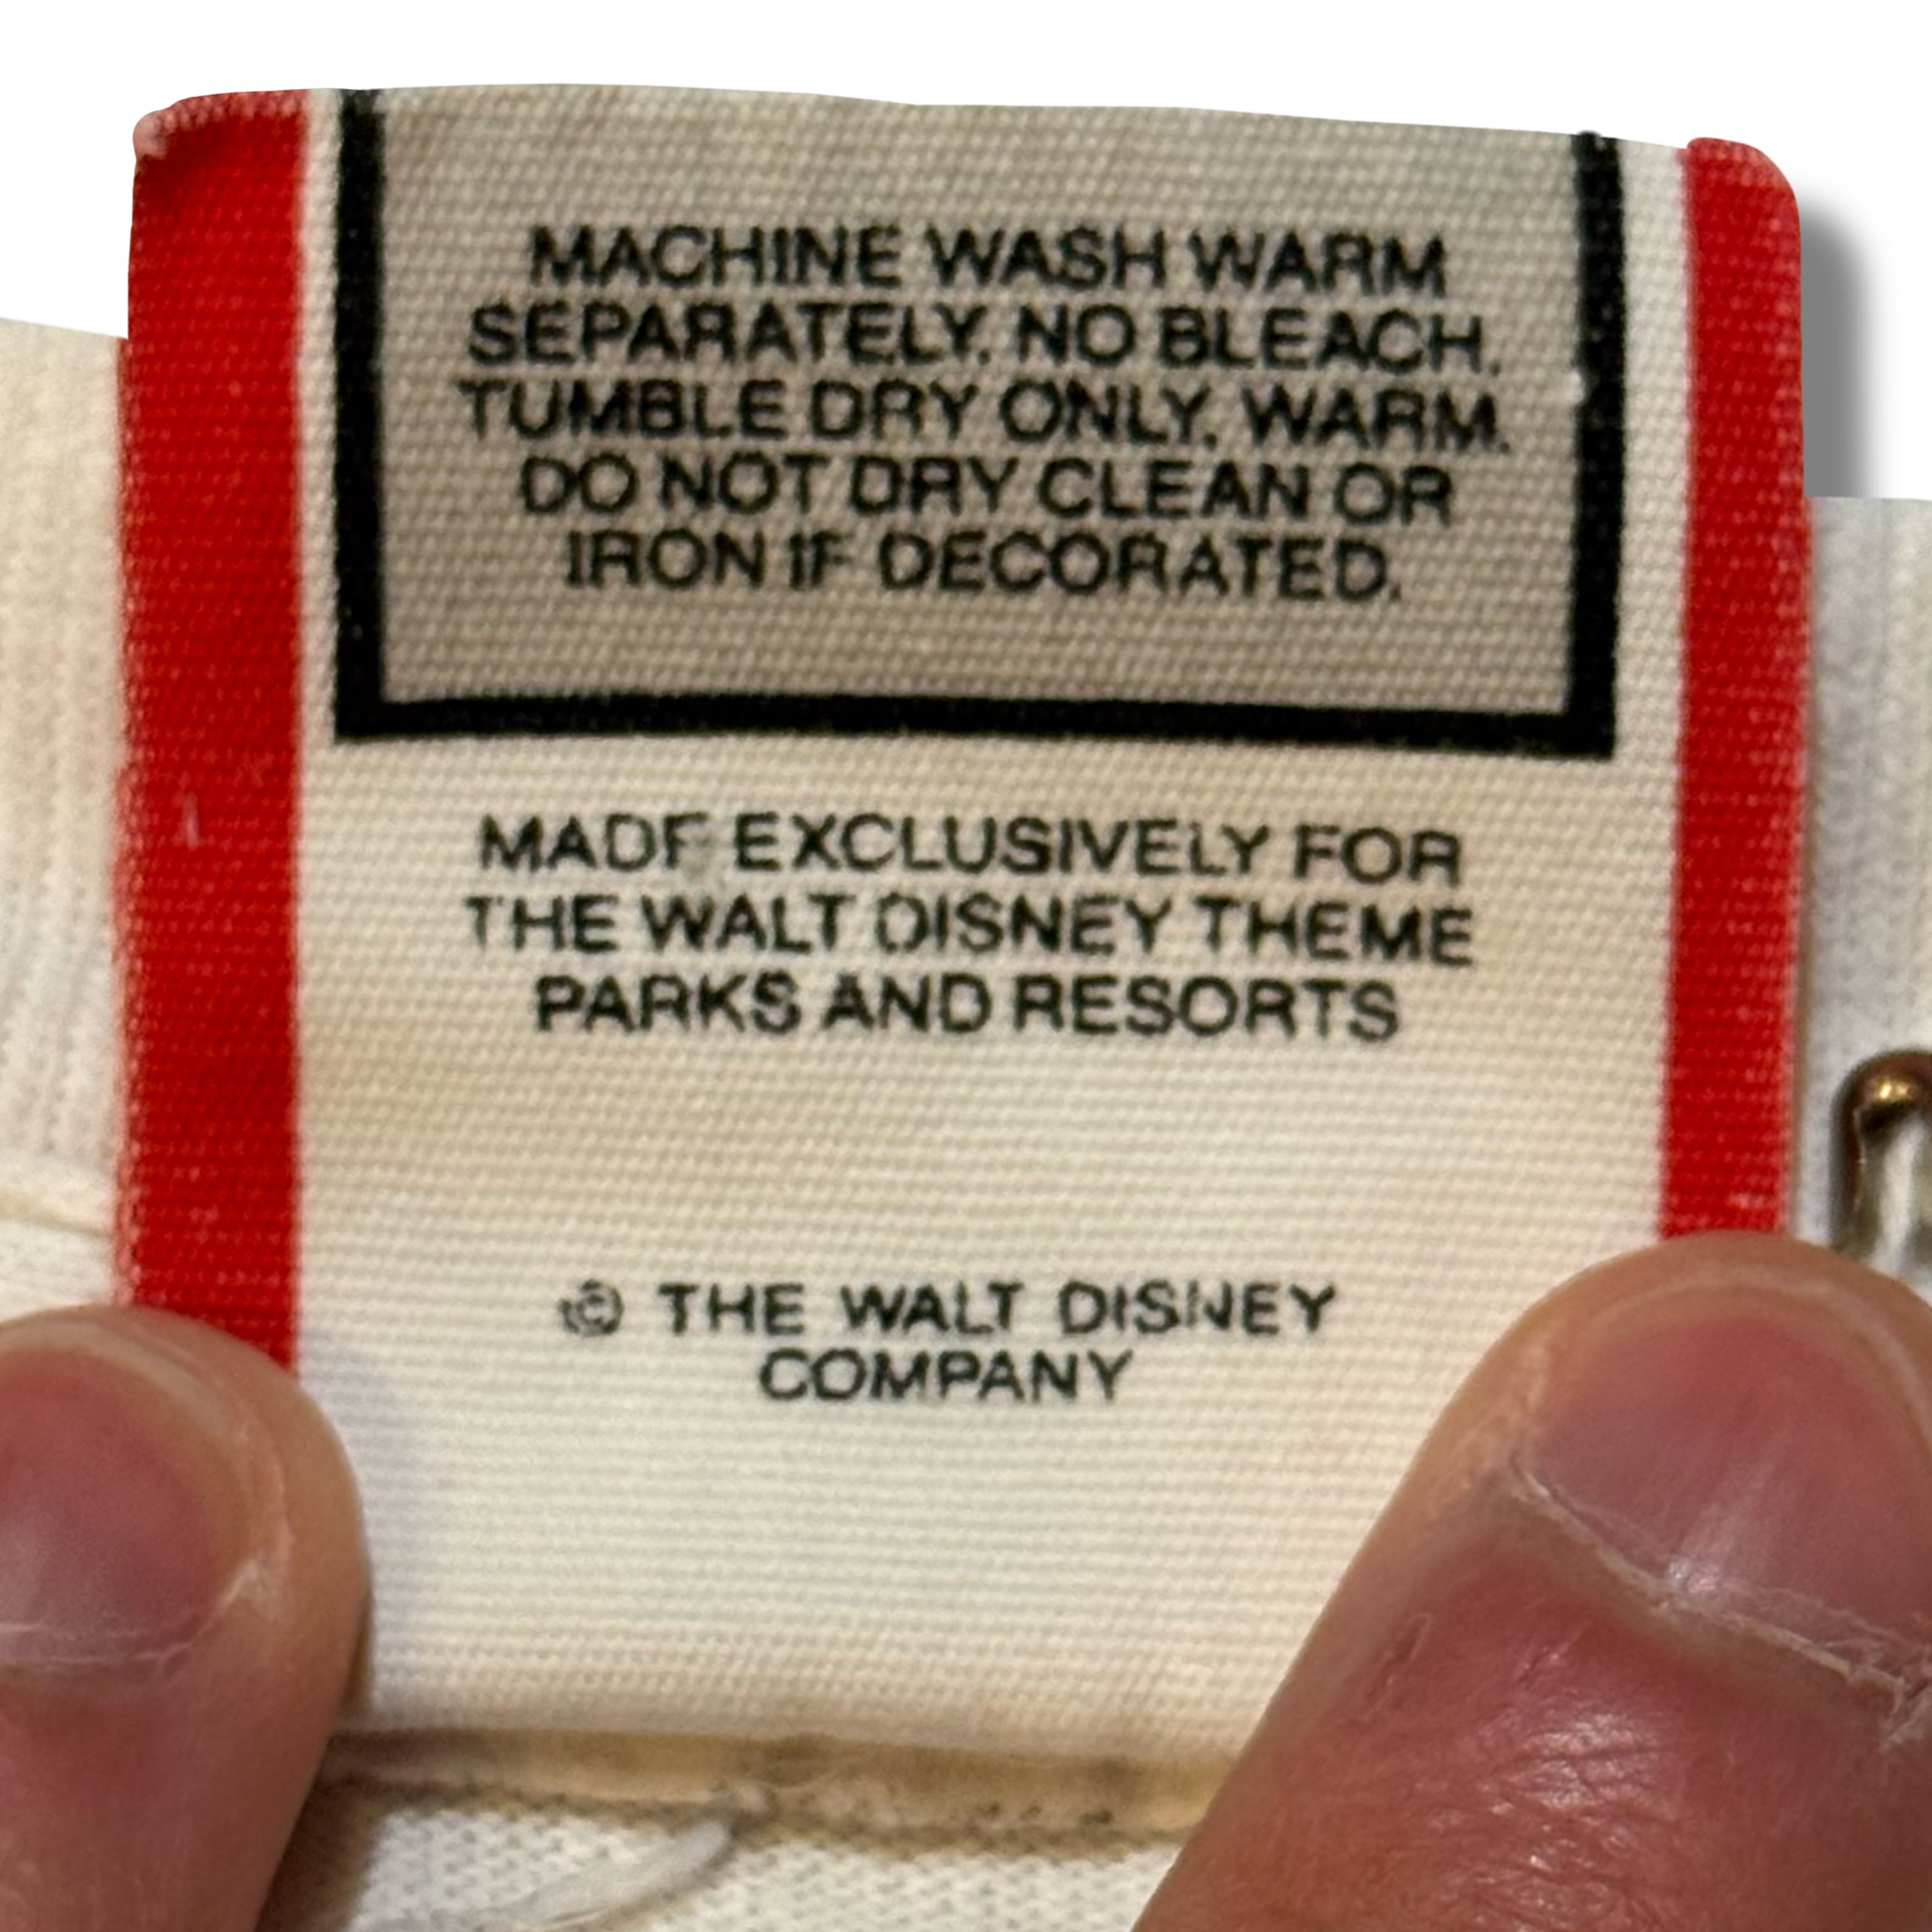 MACHINE WASH WARM
SEPARATELY. NO BLEACH.
TUMBLE DRY ONLY. WARM.
DO NOT DRY CLEAN OR
IRON IF DECORATED.
MADE EXCLUSIVELY FOR
THE WALT DISNEY THEME
PARKS AND RESORTS
© THE WALT DISNEY
COMPANY